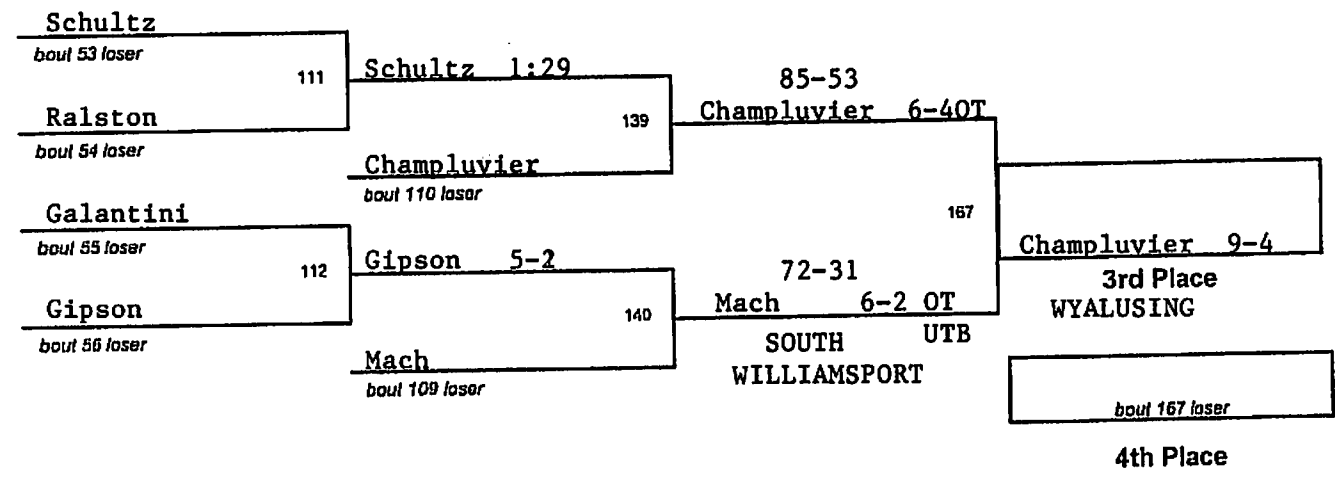 Schultz
bout 53 loser
111
Schultz 1:29
Ralston
bout 54 loser
139
85-53
Champluvier 6-4OT
Champluvier
bout 110 loser
Galantini
bout 55 loser
112
Gipson 5-2
Gipson
bout 56 loser
140
72-31
Mach 6-2 OT
UTB
SOUTH
WILLIAMSPORT
Mach
bout 109 loser
167
Champluvier 9-4
3rd Place
WYALUSING
bout 167 loser
4th Place